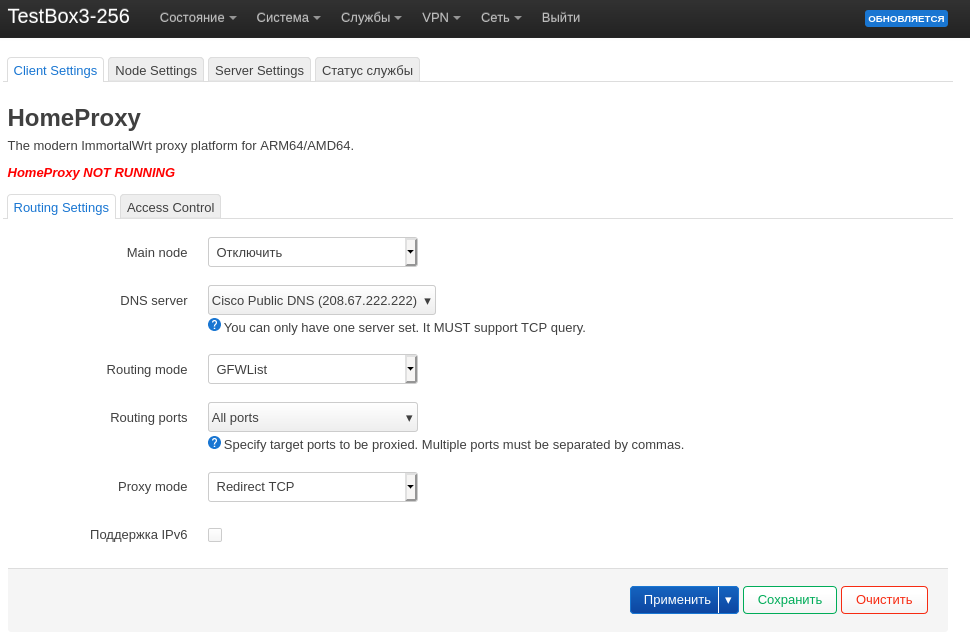 TestBox3-256 Состояние Система Службы VPN Сеть Выйти ОБНОВЛЯЕТСЯ
Client Settings Node Settings Server Settings Статус службы
HomeProxy
The modern ImmortalWrt proxy platform for ARM64/AMD64.
HomeProxy NOT RUNNING
Routing Settings Access Control
Main node Отключить
DNS server Cisco Public DNS (208.67.222.222)
You can only have one server set. It MUST support TCP query.
Routing mode GFWList
Routing ports All ports
Specify target ports to be proxied. Multiple ports must be separated by commas.
Proxy mode Redirect TCP
Поддержка IPv6
Применить Сохранить Очистить